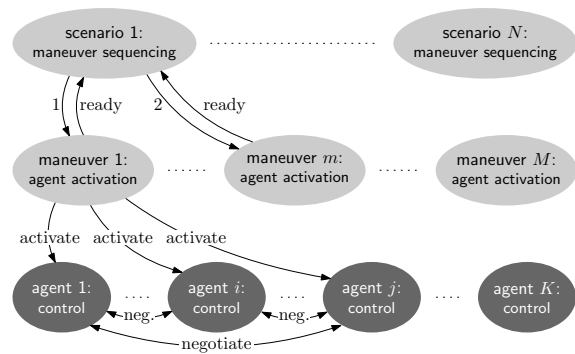 scenario 1:
maneuver sequencing
scenario N:
maneuver sequencing
1
ready
2
ready
maneuver 1:
agent activation
maneuver m:
agent activation
maneuver M:
agent activation
activate
activate
activate
agent 1:
control
agent i:
control
agent j:
control
agent K:
control
neg.
neg.
negotiate